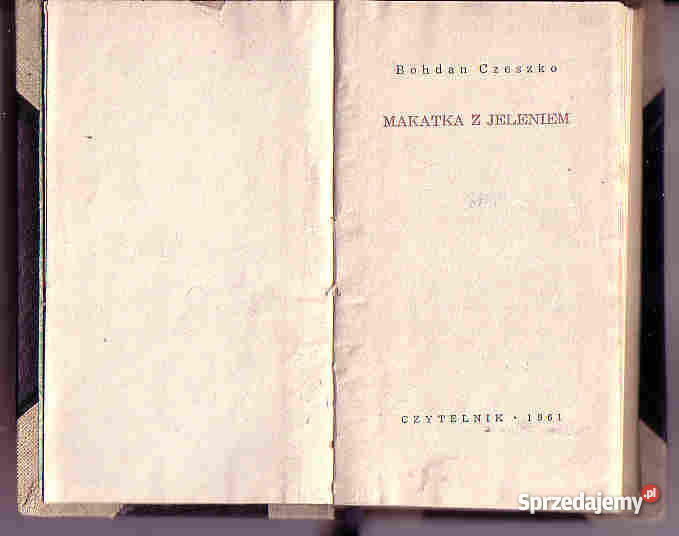 Bohdan Czeszko
MAKATKA Z JELENIEM
CZYTELNIK • 1961
Sprzedajemy.pl